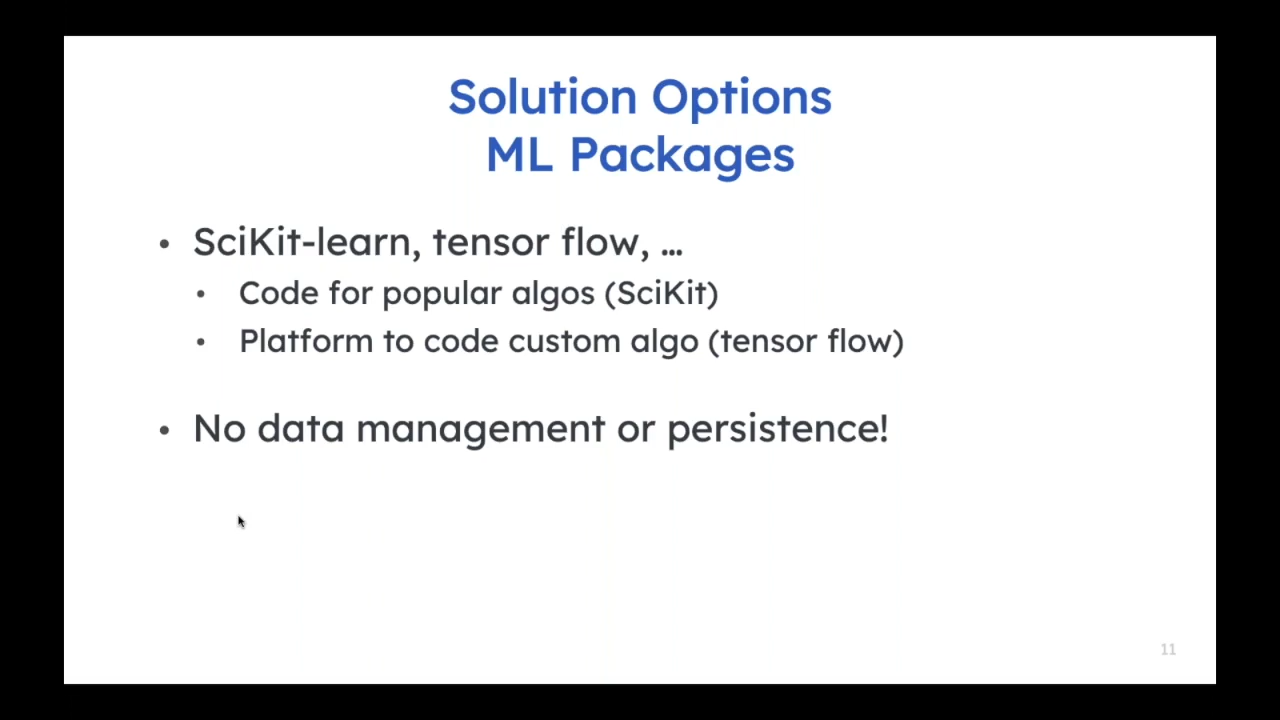 Solution Options
ML Packages
• SciKit-learn, tensor flow, ...
• Code for popular algos (SciKit)
• Platform to code custom algo (tensor flow)
• No data management or persistence!
11